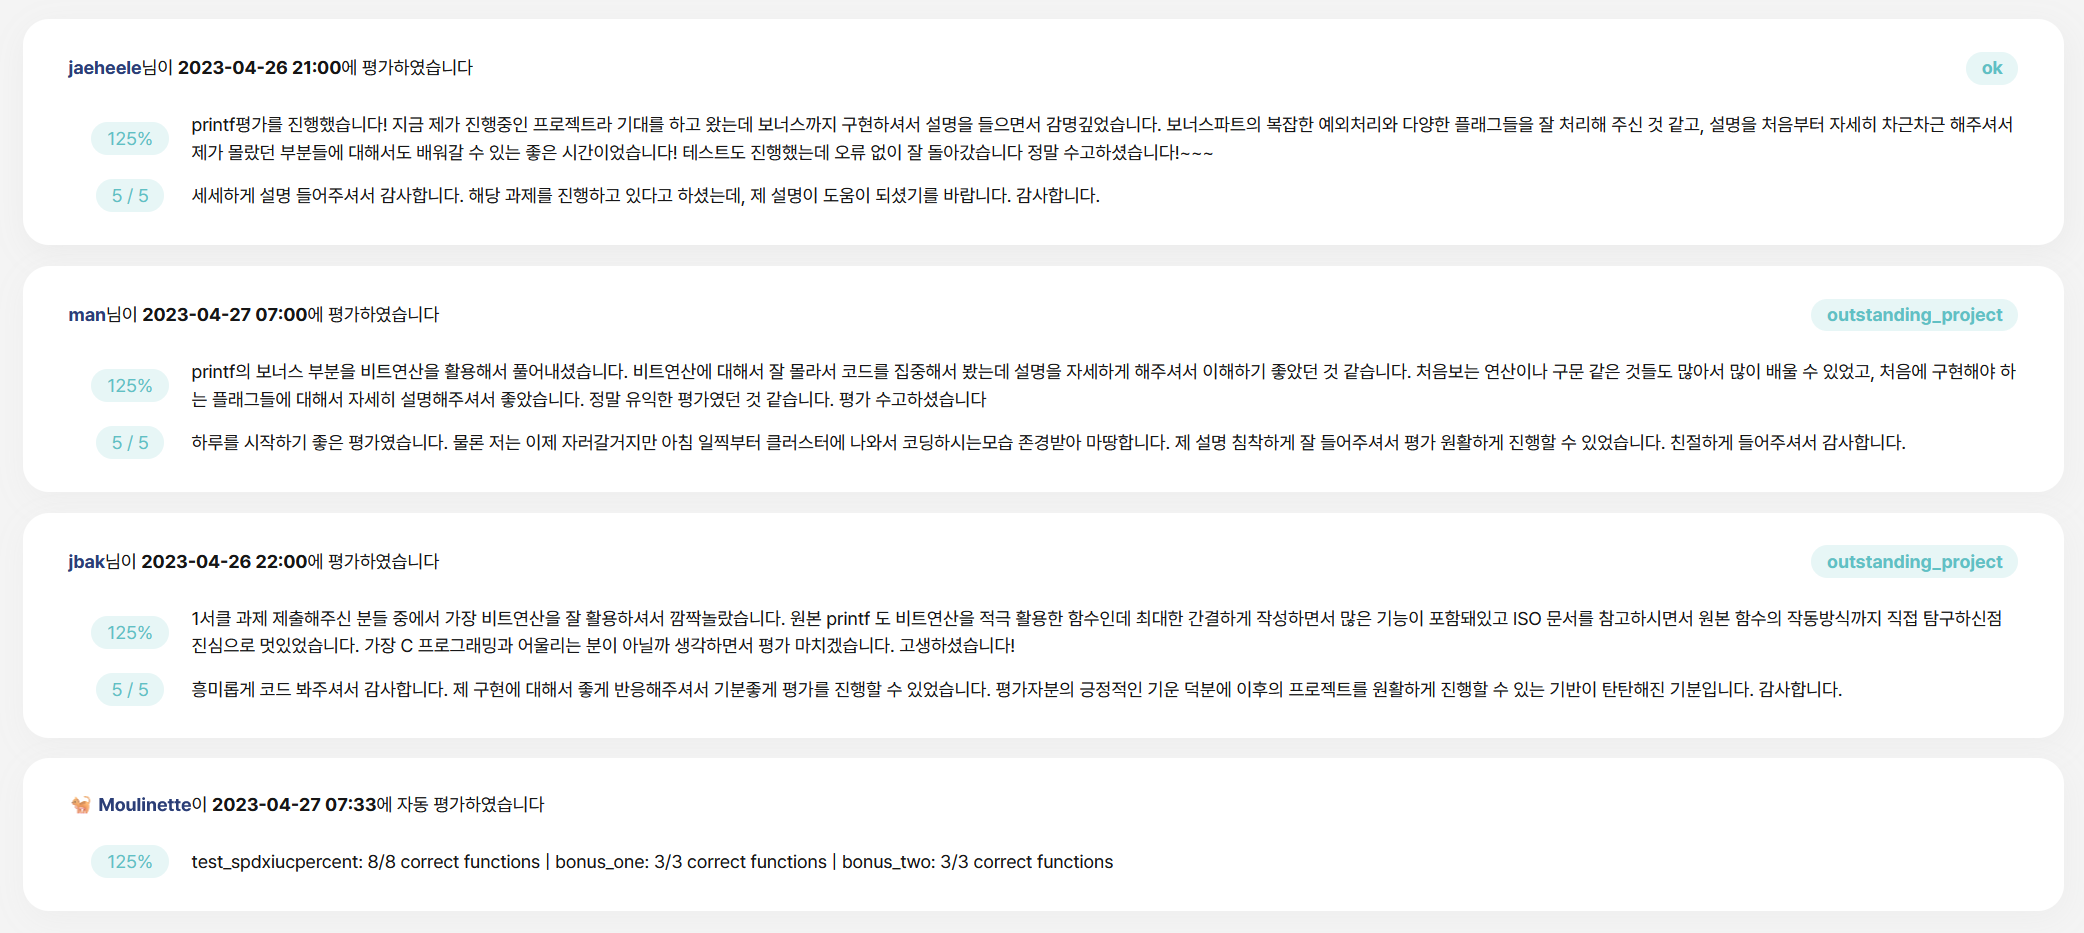 jaeheele님이 2023-04-26 21:00에 평가하였습니다
ok
125%
printf평가를 진행했습니다! 지금 제가 진행중인 프로젝트라 기대를 하고 왔는데 보너스까지 구현하셔서 설명을 들으면서 감명깊었습니다. 보너스파트의 복잡한 예외처리와 다양한 플래그들을 잘 처리해 주신 것 같고, 설명을 처음부터 자세히 차근차근 해주셔서
제가 몰랐던 부분들에 대해서도 배워갈 수 있는 좋은 시간이었습니다! 테스트도 진행했는데 오류 없이 잘 돌아갔습니다 정말 수고하셨습니다!~~~
5 / 5
세세하게 설명 들어주셔서 감사합니다. 해당 과제를 진행하고 있다고 하셨는데, 제 설명이 도움이 되셨기를 바랍니다. 감사합니다.
man님이 2023-04-27 07:00에 평가하였습니다
outstanding_project
125%
printf의 보너스 부분을 비트연산을 활용해서 풀어내셨습니다. 비트연산에 대해서 잘 몰라서 코드를 집중해서 봤는데 설명을 자세하게 해주셔서 이해하기 좋았던 것 같습니다. 처음보는 연산이나 구문 같은 것들도 많아서 많이 배울 수 있었고, 처음에 구현해야 하
는 플래그들에 대해서 자세히 설명해주셔서 좋았습니다. 정말 유익한 평가였던 것 같습니다. 평가 수고하셨습니다
5 / 5
하루를 시작하기 좋은 평가였습니다. 물론 저는 이제 자러갈거지만 아침 일찍부터 클러스터에 나와서 코딩하시는모습 존경받아 마땅합니다. 제 설명 침착하게 잘 들어주셔서 평가 원활하게 진행할 수 있었습니다. 친절하게 들어주셔서 감사합니다.
jbak님이 2023-04-26 22:00에 평가하였습니다
outstanding_project
125%
1서클 과제 제출해주신 분들 중에서 가장 비트연산을 잘 활용하셔서 깜짝놀랐습니다. 원본 printf 도 비트연산을 적극 활용한 함수인데 최대한 간결하게 작성하면서 많은 기능이 포함돼있고 ISO 문서를 참고하시면서 원본 함수의 작동방식까지 직접 탐구하신점
진심으로 멋있었습니다. 가장 C 프로그래밍과 어울리는 분이 아닐까 생각하면서 평가 마치겠습니다. 고생하셨습니다!
5 / 5
흥미롭게 코드 봐주셔서 감사합니다. 제 구현에 대해서 좋게 반응해주셔서 기분좋게 평가를 진행할 수 있었습니다. 평가자분의 긍정적인 기운 덕분에 이후의 프로젝트를 원활하게 진행할 수 있는 기반이 탄탄해진 기분입니다. 감사합니다.
Moulinette이 2023-04-27 07:33에 자동 평가하였습니다
125%
test_spdxiucpercent: 8/8 correct functions | bonus_one: 3/3 correct functions | bonus_two: 3/3 correct functions